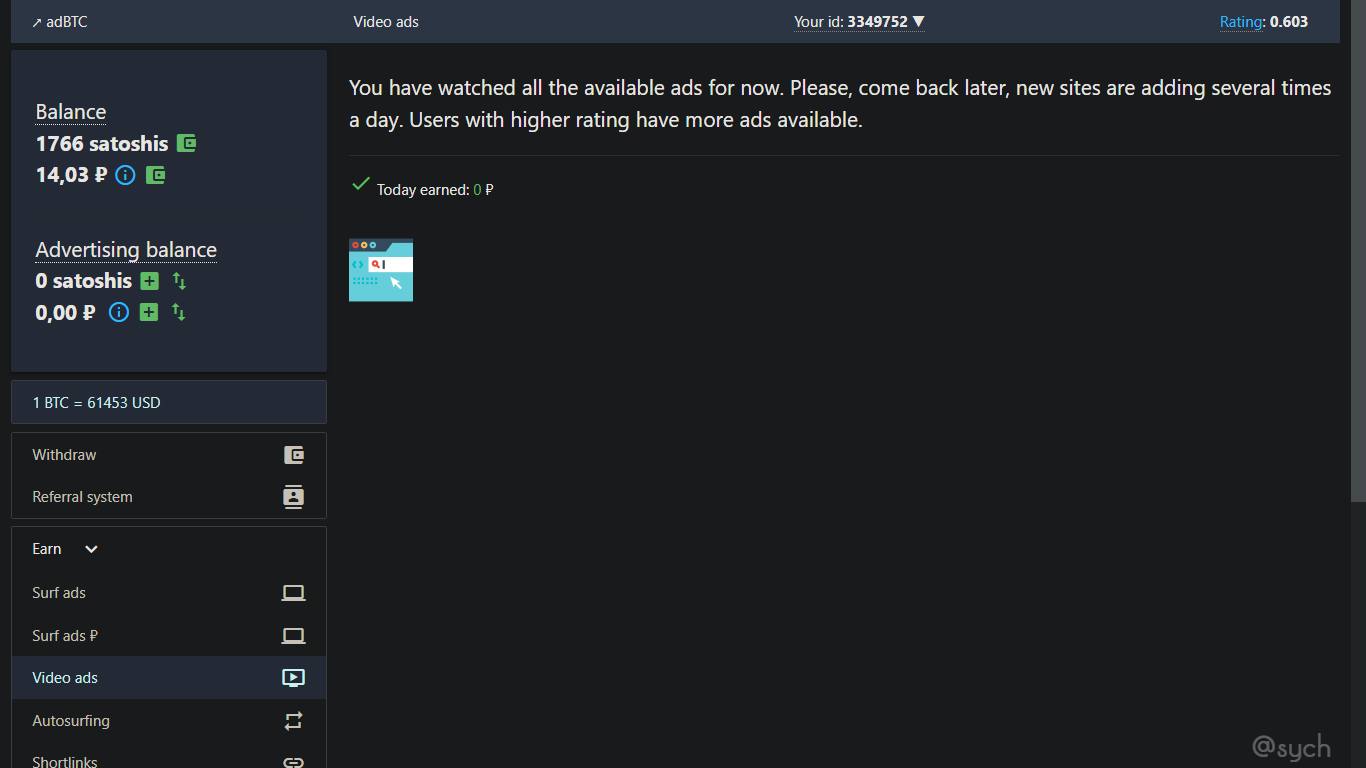 ↗ adBTC
Video ads
Your id: 3349752 ▼
Rating: 0.603
Balance
1766 satoshis
14,03 ₽
Advertising balance
0 satoshis
0,00 ₽
1 BTC = 61453 USD
Withdraw
Referral system
Earn
Surf ads
Surf ads ₽
Video ads
Autosurfing
Shortlinks
You have watched all the available ads for now. Please, come back later, new sites are adding several times
a day. Users with higher rating have more ads available.
Today earned: 0 ₽
@sych